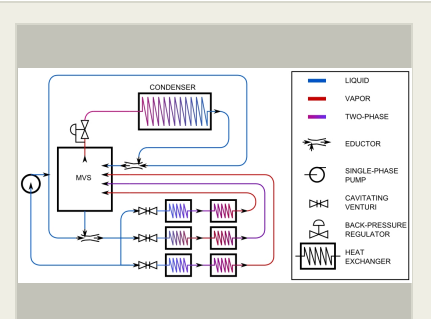 CONDENSER
MVS
LIQUID
VAPOR
TWO-PHASE
EDUCTOR
SINGLE-PHASE
PUMP
CAVITATING
VENTURI
BACK-PRESSURE
REGULATOR
HEAT
EXCHANGER